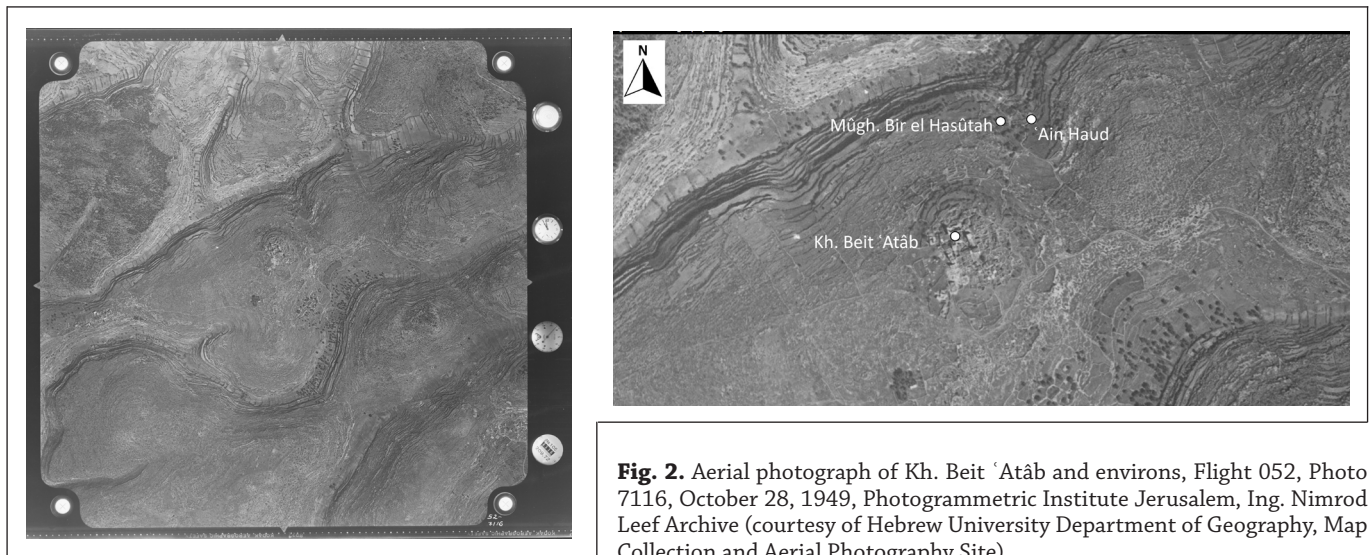 N
Mûgh. Bir el Hasûtah
ʿAin Haud
Kh. Beit ʿAtâb
52-
7116
Fig. 2. Aerial photograph of Kh. Beit ʿAtâb and environs, Flight 052, Photo
7116, October 28, 1949, Photogrammetric Institute Jerusalem, Ing. Nimrod
Leef Archive (courtesy of Hebrew University Department of Geography, Map
Collection and Aerial Photography Site)